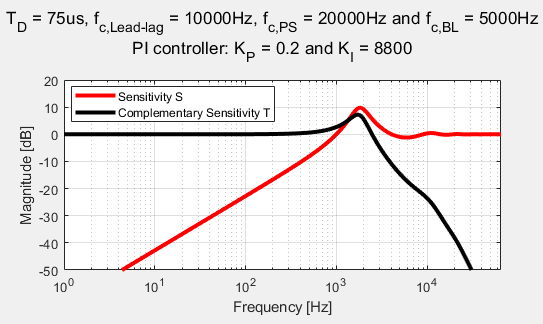 T_D = 75us, f_c,Lead-lag = 10000Hz, f_c,PS = 20000Hz and f_c,BL = 5000Hz
PI controller: K_P = 0.2 and K_I = 8800
Sensitivity S
Complementary Sensitivity T
Magnitude [dB]
20
10
0
-10
-20
-30
-40
-50
10^0
10^1
10^2
10^3
10^4
Frequency [Hz]